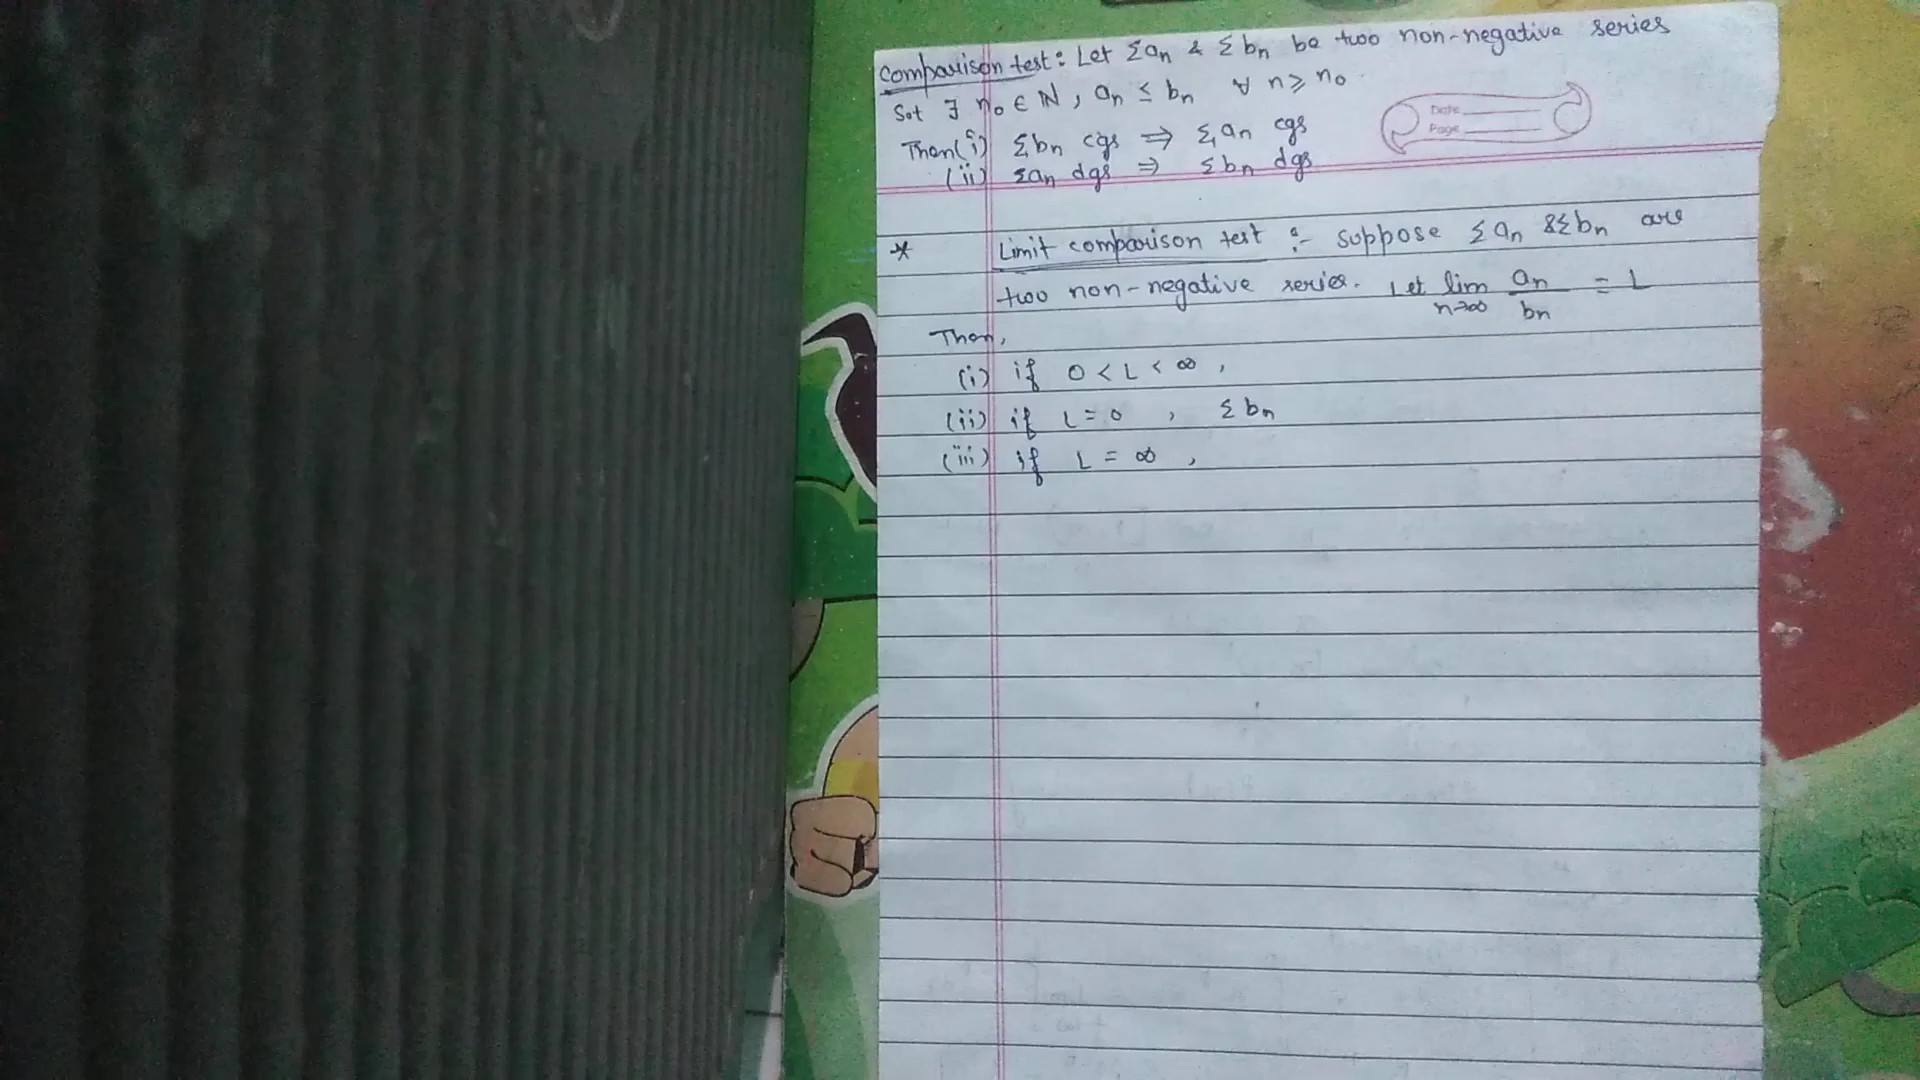 Comparison test: Let Σan & Σbn be two non-negative series
S.t ∃ n₀ ∈ ℕ, an ≤ bn ∀ n ≥ n₀
Date
Page
Then (i) Σbn cgs ⇒ Σan cgs
(ii) Σan dgs ⇒ Σbn dgs
* Limit comparison test :- suppose Σan & Σbn are
two non-negative series. Let lim n→∞ an/bn = L
Then,
(i) if 0 < L < ∞ ,
(ii) if L = 0 , Σbn
(iii) if L = ∞ ,